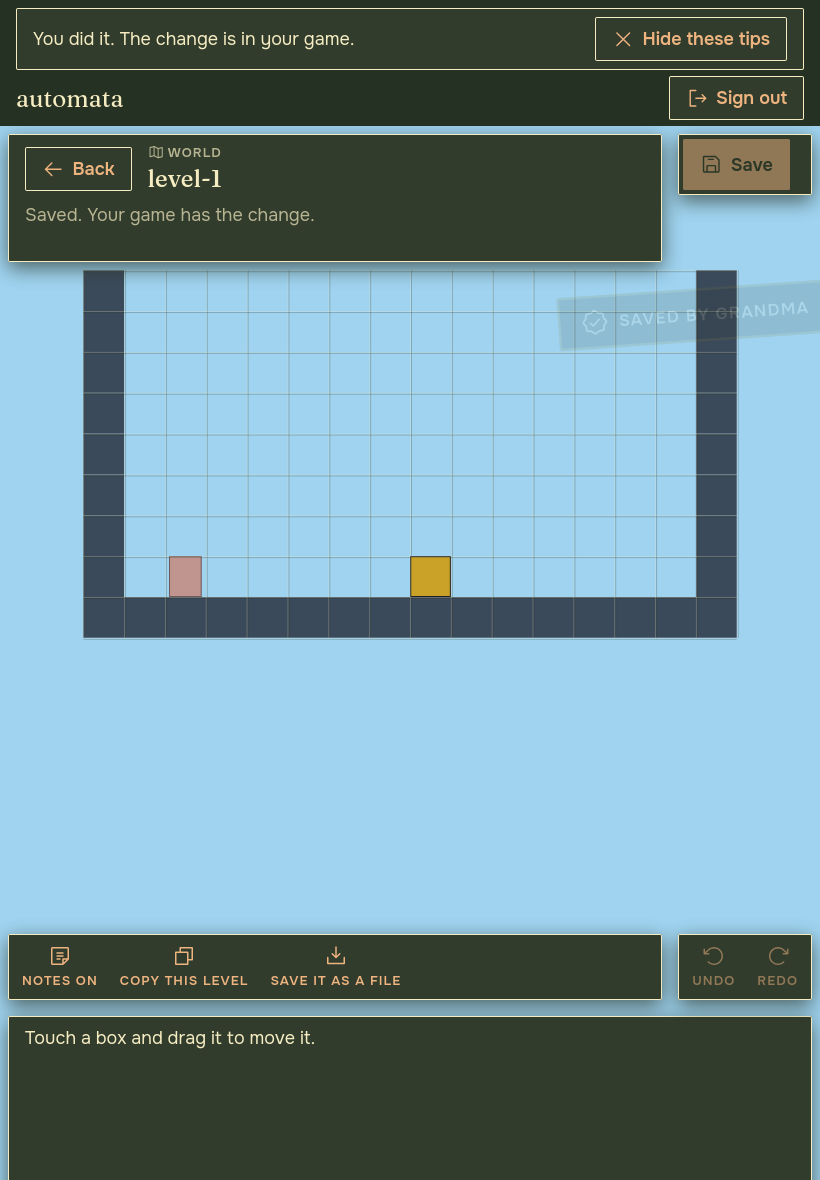 You did it. The change is in your game.
Hide these tips
automata
Sign out
Back
WORLD
level-1
Saved. Your game has the change.
Save
SAVED BY GRANDMA
NOTES ON
COPY THIS LEVEL
SAVE IT AS A FILE
UNDO
REDO
Touch a box and drag it to move it.